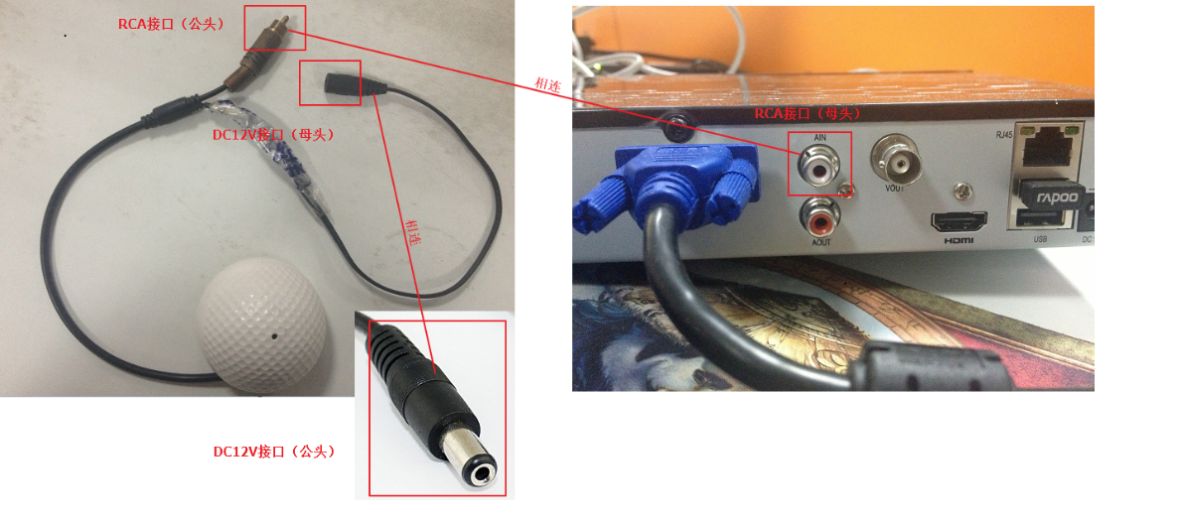 RCA接口（公头）
相连
DC12V接口（母头）
相连
DC12V接口（公头）
RCA接口（母头）
AIN
RJ45
VOUT
rapoo
AOUT
HDMI
USB
DC